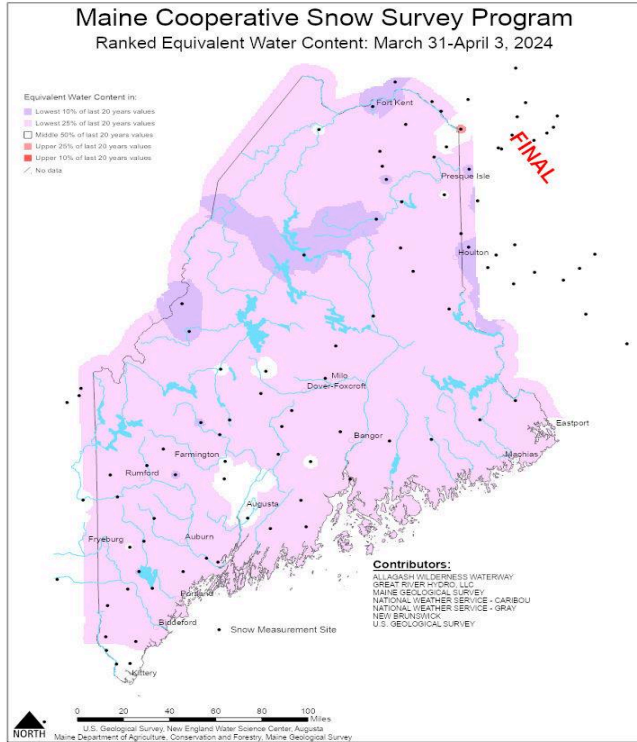 Maine Cooperative Snow Survey Program
Ranked Equivalent Water Content: March 31-April 3, 2024
Equivalent Water Content in:
Lowest 10% of last 20 years values
Lowest 25% of last 20 years values
Middle 50% of last 20 years values
Upper 25% of last 20 years values
Upper 10% of last 20 years values
No data
Fort Kent
FINAL
Presque Isle
Houlton
Milo
Dover-Foxcroft
Eastport
Bangor
Machias
Farmington
Rumford
Augusta
Auburn
Fryeburg
Portland
Biddeford
Kittery
Snow Measurement Site
Contributors:
ALLAGASH WILDERNESS WATERWAY
GREAT RIVER HYDRO, LLC
MAINE GEOLOGICAL SURVEY
NATIONAL WEATHER SERVICE - CARIBOU
NATIONAL WEATHER SERVICE - GRAY
NEW BRUNSWICK
U.S. GEOLOGICAL SURVEY
NORTH
0 20 40 60 80 100
Miles
U.S. Geological Survey, New England Water Science Center, Augusta
Maine Department of Agriculture, Conservation and Forestry, Maine Geological Survey